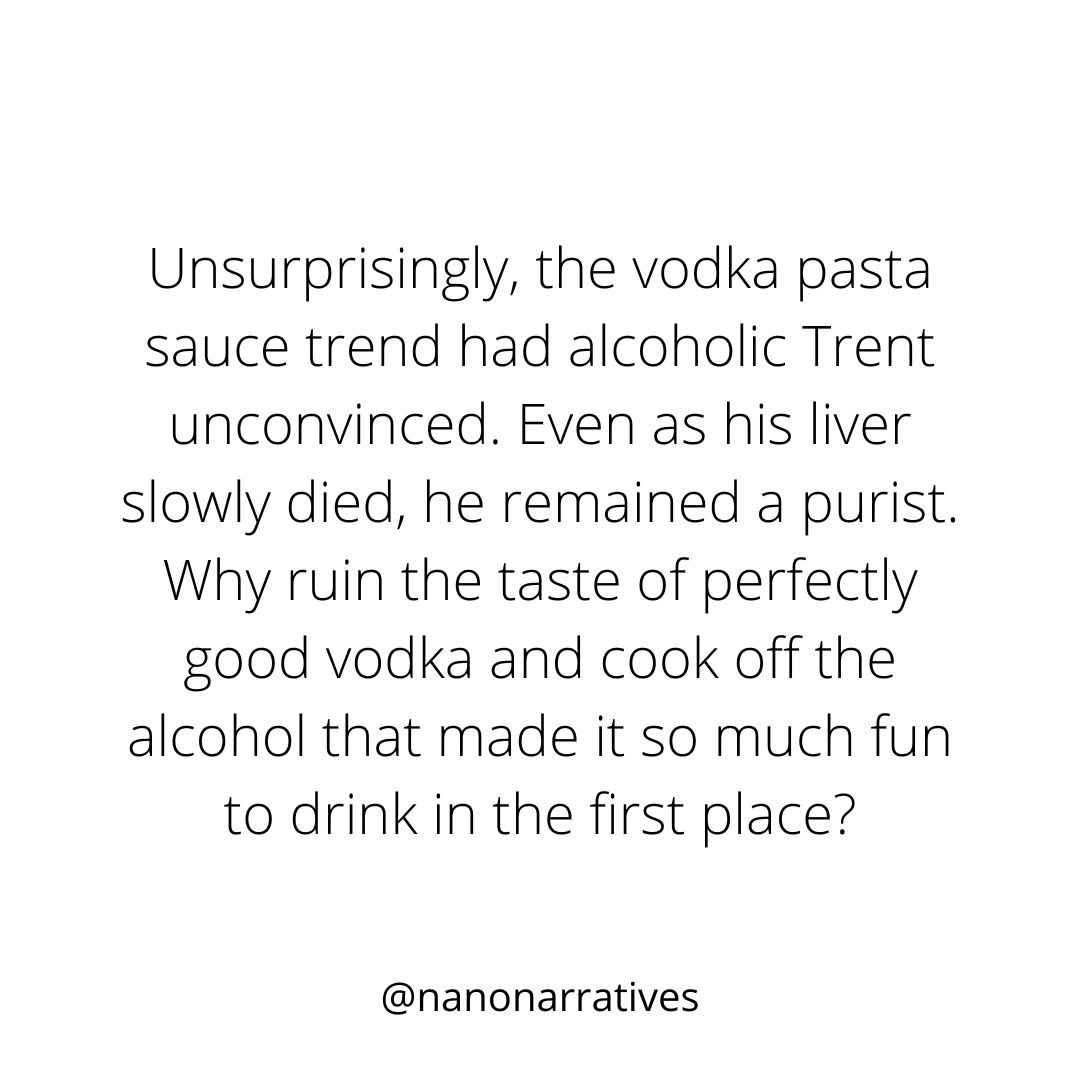 Unsurprisingly, the vodka pasta
sauce trend had alcoholic Trent
unconvinced. Even as his liver
slowly died, he remained a purist.
Why ruin the taste of perfectly
good vodka and cook off the
alcohol that made it so much fun
to drink in the first place?
@nanonarratives